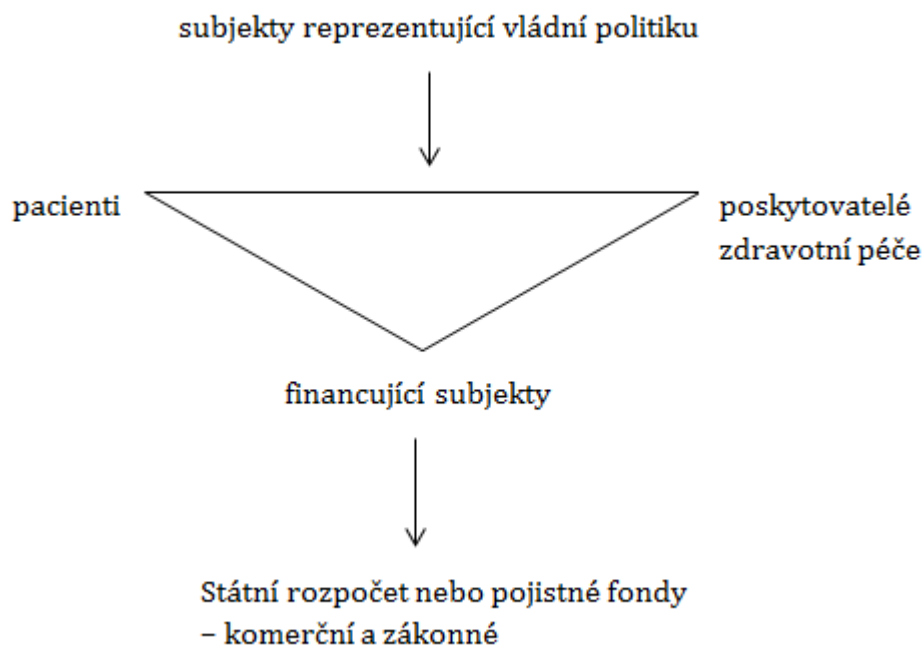 subjekty reprezentující vládní politiku
pacienti
poskytovatelé
zdravotní péče
financující subjekty
Státní rozpočet nebo pojistné fondy
– komerční a zákonné